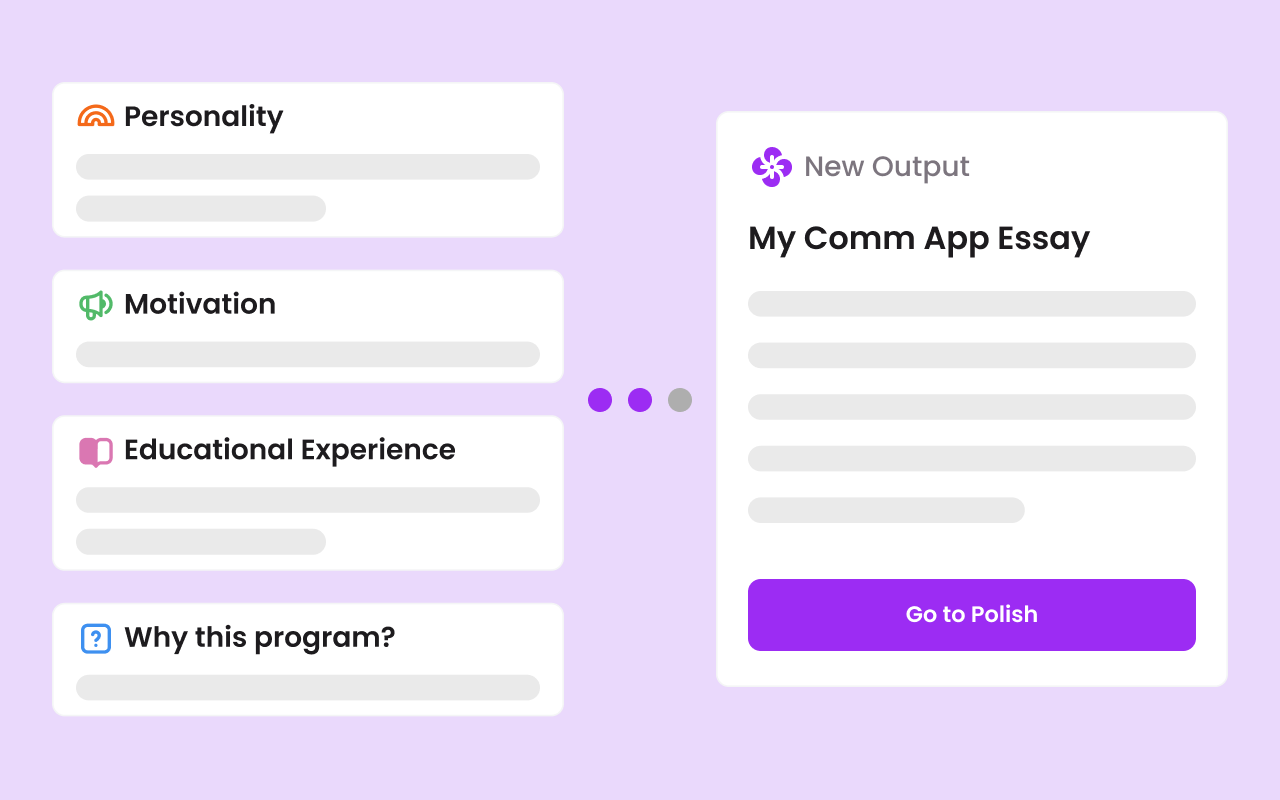 Personality
Motivation
Educational Experience
Why this program?
New Output
My Comm App Essay
Go to Polish